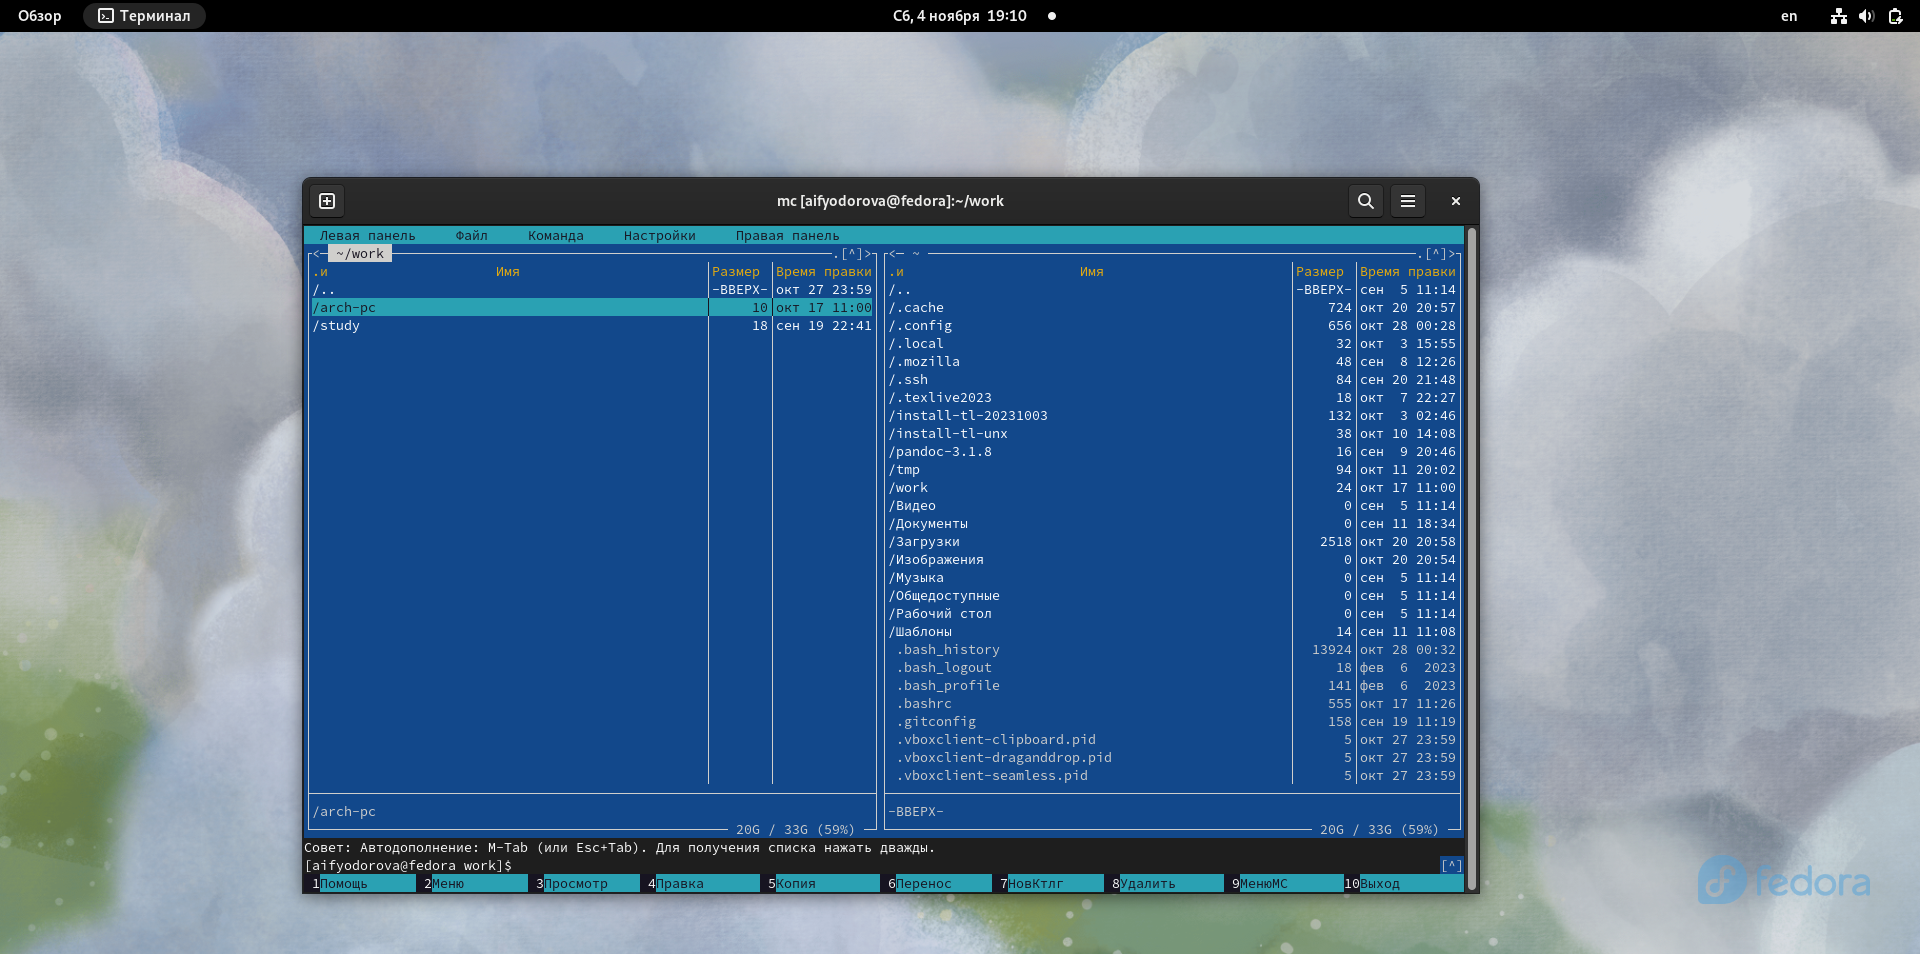 Обзор Терминал Сб, 4 ноября 19:10 en
mc [aifyodorova@fedora]:~/work
Левая панель Файл Команда Настройки Правая панель
<─ ~/work .[^]> <─ ~ .[^]>
.и Имя Размер Время правки .и Имя Размер Время правки
/.. -ВВЕРХ- окт 27 23:59 /.. -ВВЕРХ- сен 5 11:14
/arch-pc 10 окт 17 11:00 /.cache 724 окт 20 20:57
/study 18 сен 19 22:41 /.config 656 окт 28 00:28
/.local 32 окт 3 15:55
/.mozilla 48 сен 8 12:26
/.ssh 84 сен 20 21:48
/.texlive2023 18 окт 7 22:27
/install-tl-20231003 132 окт 3 02:46
/install-tl-unx 38 окт 10 14:08
/pandoc-3.1.8 16 сен 9 20:46
/tmp 94 окт 11 20:02
/work 24 окт 17 11:00
/Видео 0 сен 5 11:14
/Документы 0 сен 11 18:34
/Загрузки 2518 окт 20 20:58
/Изображения 0 окт 20 20:54
/Музыка 0 сен 5 11:14
/Общедоступные 0 сен 5 11:14
/Рабочий стол 0 сен 5 11:14
/Шаблоны 14 сен 11 11:08
.bash_history 13924 окт 28 00:32
.bash_logout 18 фев 6 2023
.bash_profile 141 фев 6 2023
.bashrc 555 окт 17 11:26
.gitconfig 158 сен 19 11:19
.vboxclient-clipboard.pid 5 окт 27 23:59
.vboxclient-draganddrop.pid 5 окт 27 23:59
.vboxclient-seamless.pid 5 окт 27 23:59
/arch-pc -ВВЕРХ-
20G / 33G (59%) 20G / 33G (59%)
Совет: Автодополнение: M-Tab (или Esc+Tab). Для получения списка нажать дважды.
[aifyodorova@fedora work]$ [^]
1Помощь 2Меню 3Просмотр 4Правка 5Копия 6Перенос 7НовКтлг 8Удалить 9МенюMC 10Выход
fedora